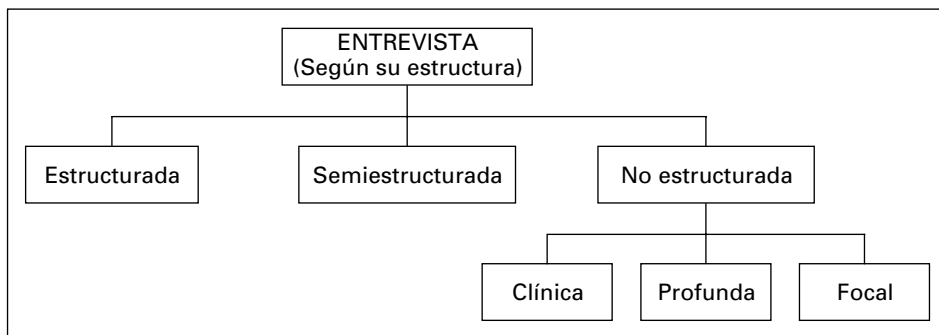 ENTREVISTA
(Según su estructura)
Estructurada
Semiestructurada
No estructurada
Clínica
Profunda
Focal